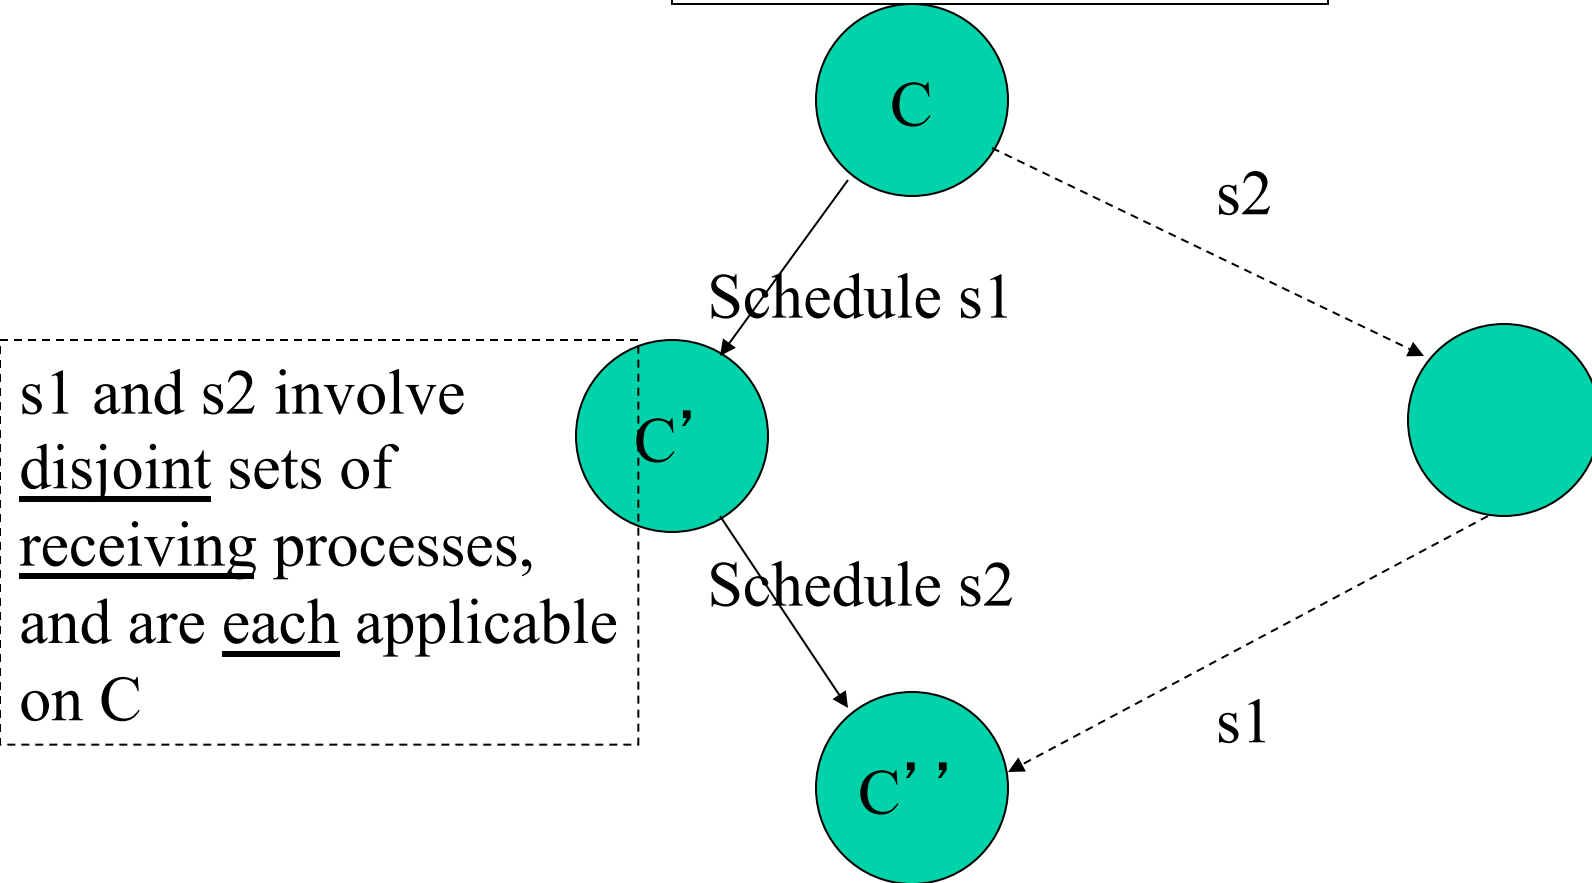 C
s2
Schedule s1
s1 and s2 involve
disjoint sets of
receiving processes,
and are each applicable
on C
C’
Schedule s2
s1
C’’